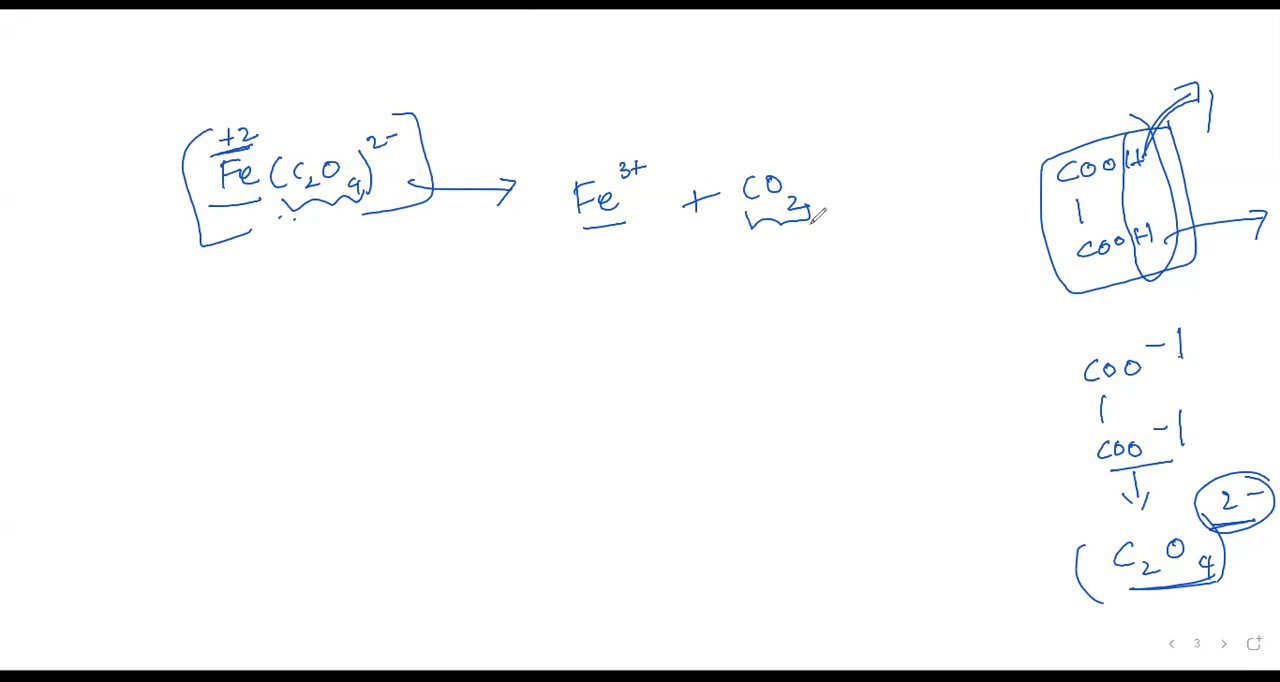 +2
[Fe(C₂O₄)²⁻] → Fe³⁺ + CO₂
COOH
|
COOH
COO⁻¹
|
COO⁻¹
↓
(C₂O₄)²⁻
3